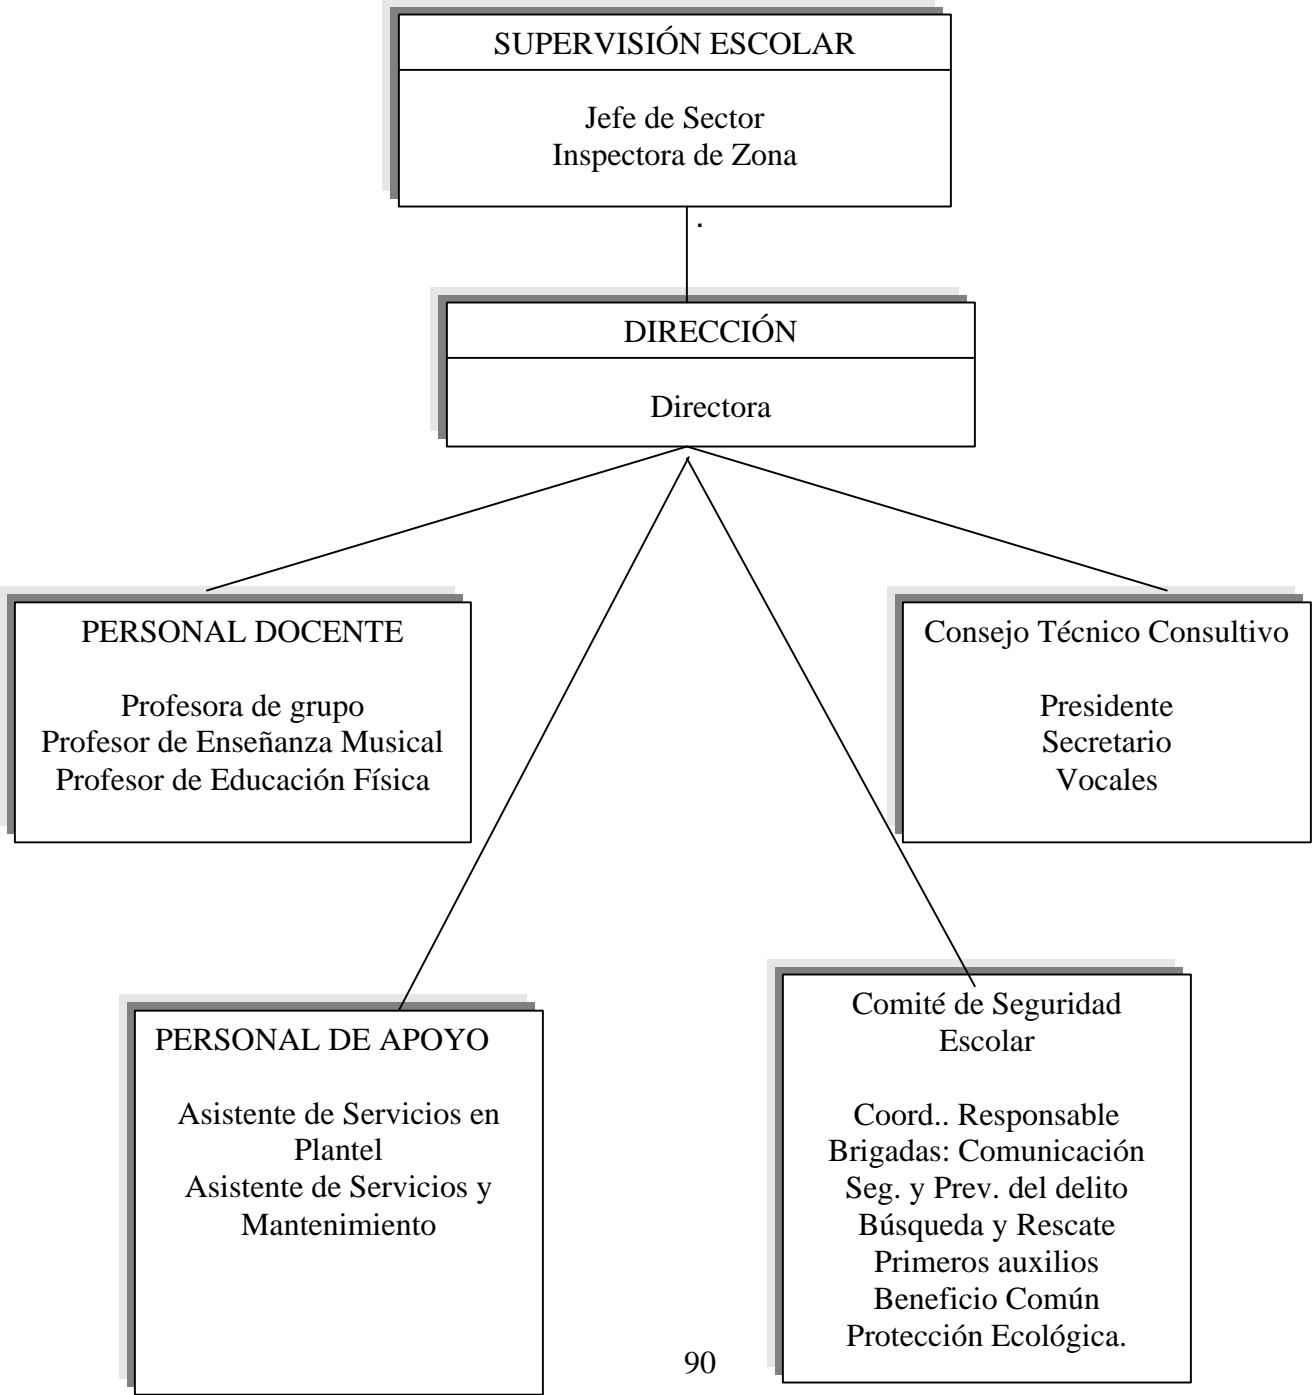 SUPERVISIÓN ESCOLAR
Jefe de Sector
Inspectora de Zona
.
DIRECCIÓN
Directora
PERSONAL DOCENTE
Profesora de grupo
Profesor de Enseñanza Musical
Profesor de Educación Física
Consejo Técnico Consultivo
Presidente
Secretario
Vocales
PERSONAL DE APOYO
Asistente de Servicios en
Plantel
Asistente de Servicios y
Mantenimiento
Comité de Seguridad
Escolar
Coord.. Responsable
Brigadas: Comunicación
Seg. y Prev. del delito
Búsqueda y Rescate
Primeros auxilios
Beneficio Común
Protección Ecológica.
90